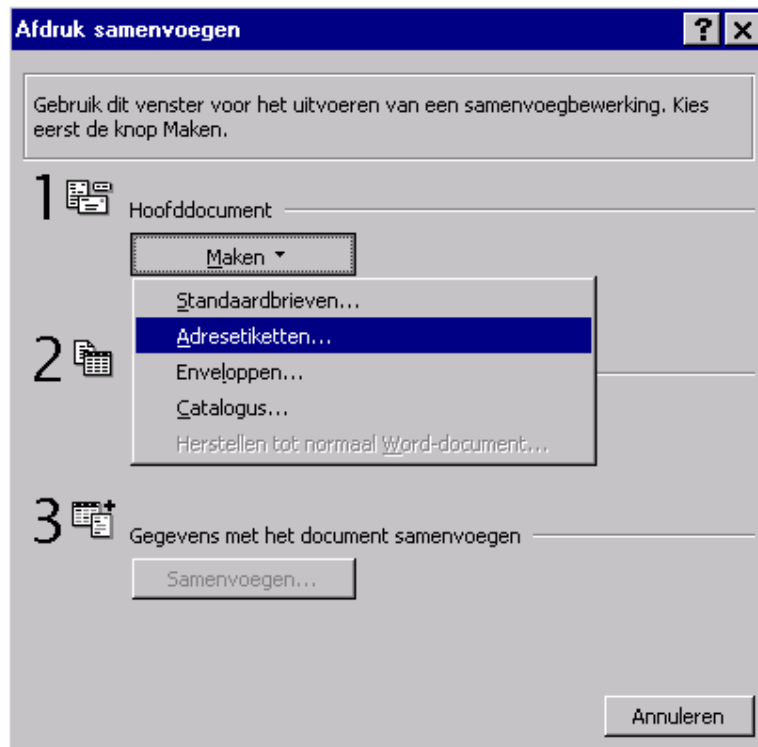 Afdruk samenvoegen
Gebruik dit venster voor het uitvoeren van een samenvoegbewerking. Kies
eerst de knop Maken.
1
Hoofddocument
Maken
Standaardbrieven...
2
Adresetiketten...
Enveloppen...
Catalogus...
Herstellen tot normaal Word-document...
3
Gegevens met het document samenvoegen
Samenvoegen...
Annuleren